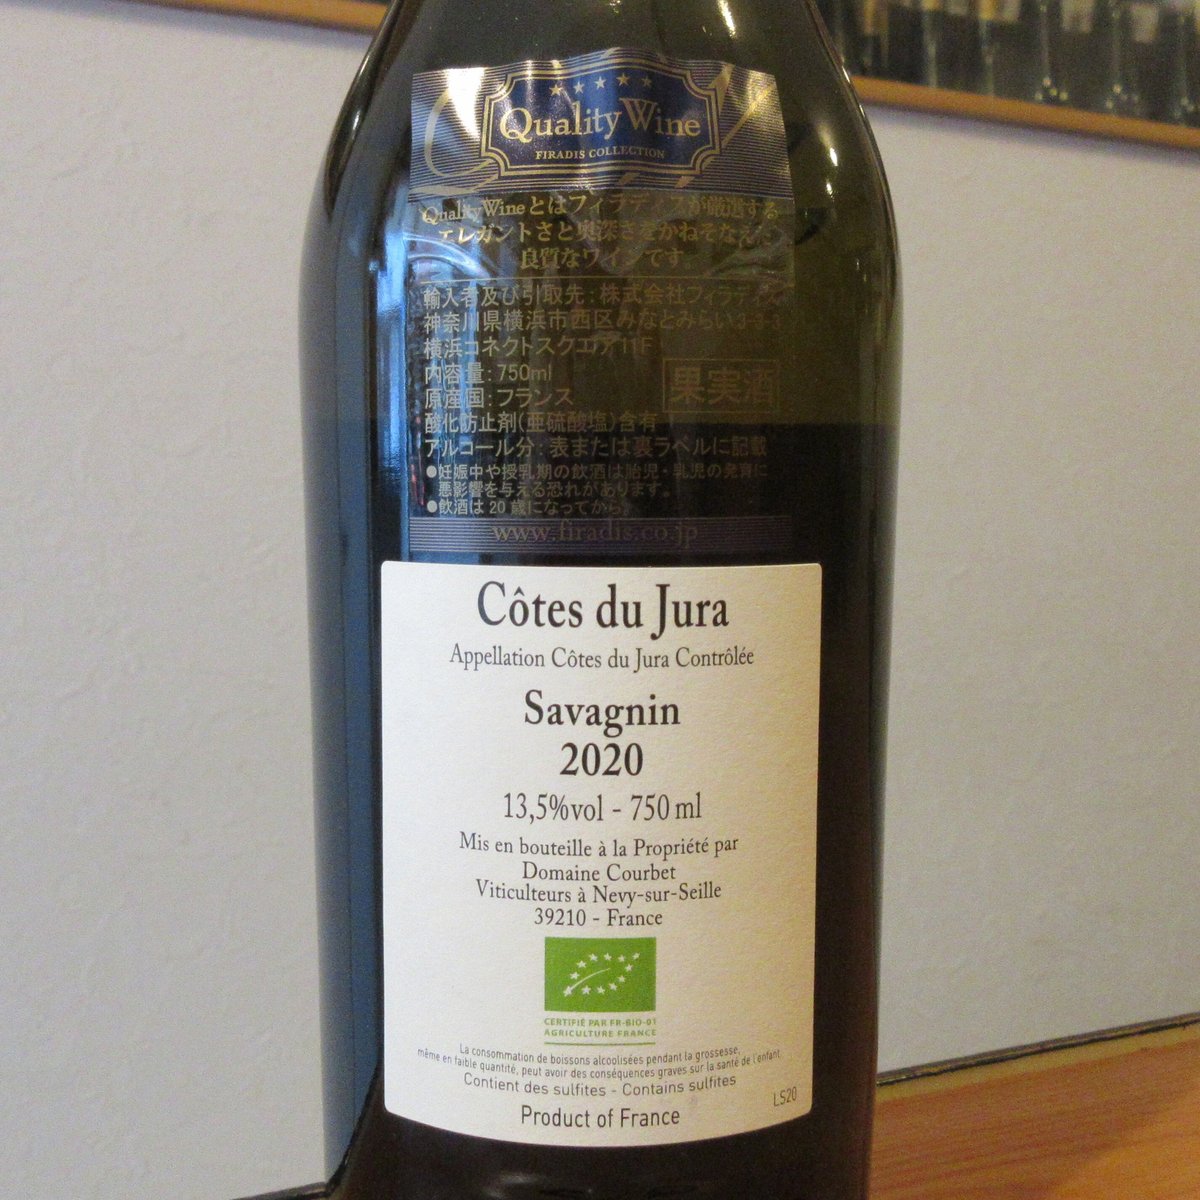 Quality Wine
FIRADIS COLLECTION
Quality Wineとはフィラディスが厳選する
エレガントさと奥深さをかねそなえた
良質なワインです。
輸入者及び引取先:株式会社フィラディス
神奈川県横浜市西区みなとみらい3-3-3
横浜コネクトスクエア11F
内容量:750ml
原産国:フランス
果実酒
酸化防止剤(亜硫酸塩)含有
アルコール分:表または裏ラベルに記載
●妊娠中や授乳期の飲酒は胎児・乳児の発育に
悪影響を与える恐れがあります。
●飲酒は20歳になってから。
www.firadis.co.jp
Côtes du Jura
Appellation Côtes du Jura Contrôlée
Savagnin
2020
13,5%vol - 750 ml
Mis en bouteille à la Propriété par
Domaine Courbet
Viticulteurs à Nevy-sur-Seille
39210 - France
CERTIFIÉ PAR FR-BIO-01
AGRICULTURE FRANCE
La consommation de boissons alcoolisées pendant la grossesse,
même en faible quantité, peut avoir des conséquences graves sur la santé de l'enfant.
Contient des sulfites - Contains sulfites
LS20
Product of France